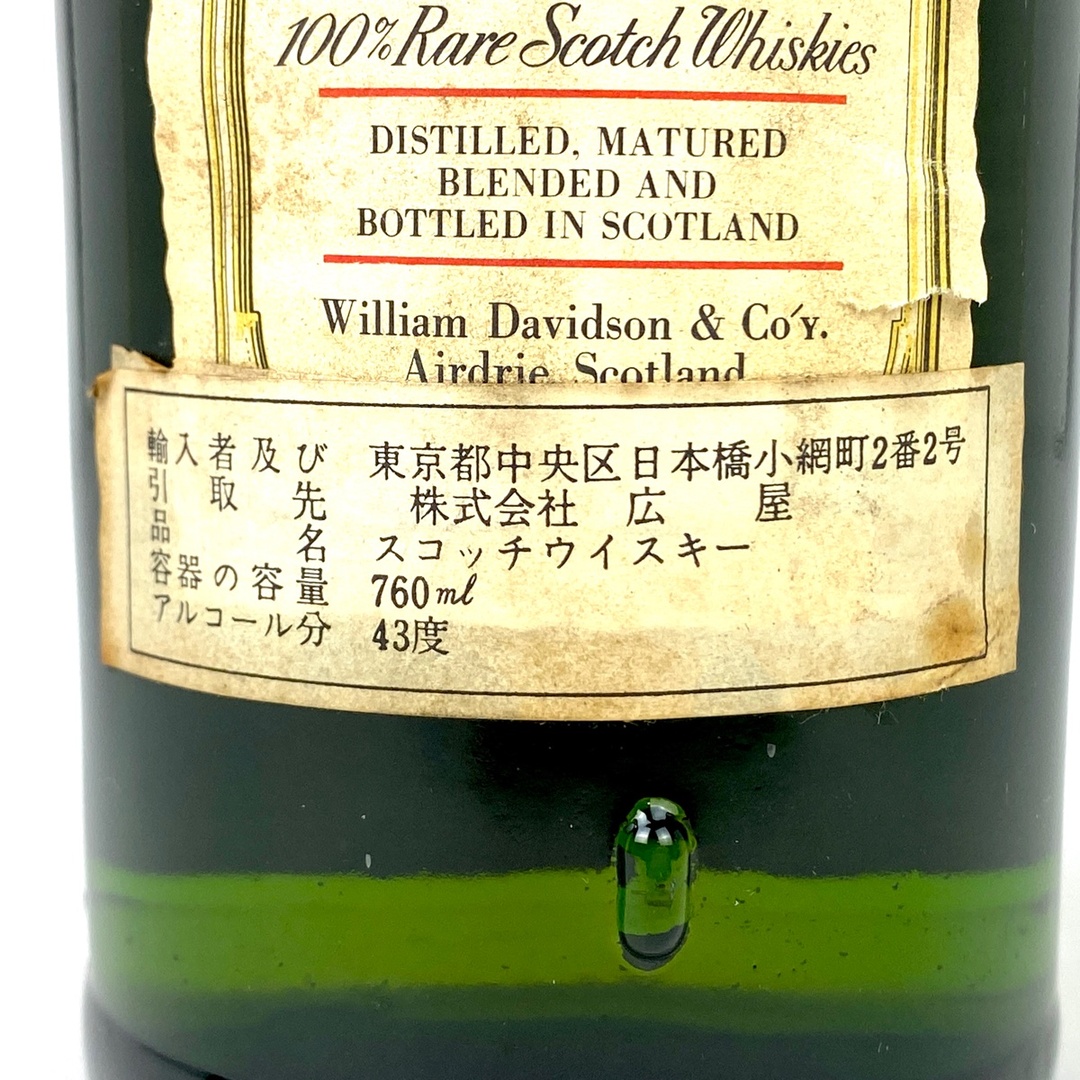 100% Rare Scotch Whiskies
DISTILLED, MATURED
BLENDED AND
BOTTLED IN SCOTLAND
William Davidson & Co'y.
Airdrie Scotland
輸入者及び 東京都中央区日本橋小網町2番2号
引取先 株式会社 広屋
品名 スコッチウイスキー
容器の容量 760ml
アルコール分 43度